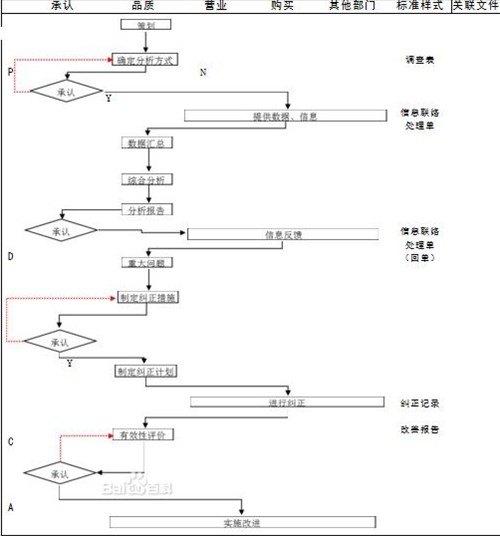 承认 品质 营业 购买 其他部门 标准样式 关联文件
策划
确定分析方式 调查表
P N
承认
Y
提供数据、信息 信息联络
处理单
数据汇总
综合分析
分析报告
承认 信息反馈 信息联络
处理单
(回单)
D
重大问题
制定纠正措施
承认
Y
制定纠正计划
进行纠正 纠正记录
有效性评价 改善报告
C
承认
Bai百科
A
实施改进